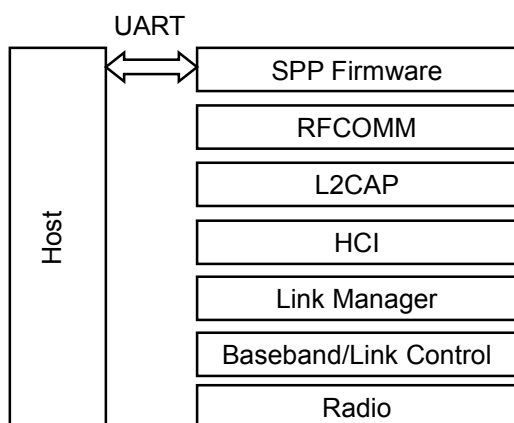 UART
SPP Firmware
RFCOMM
L2CAP
HCI
Link Manager
Baseband/Link Control
Radio
Host